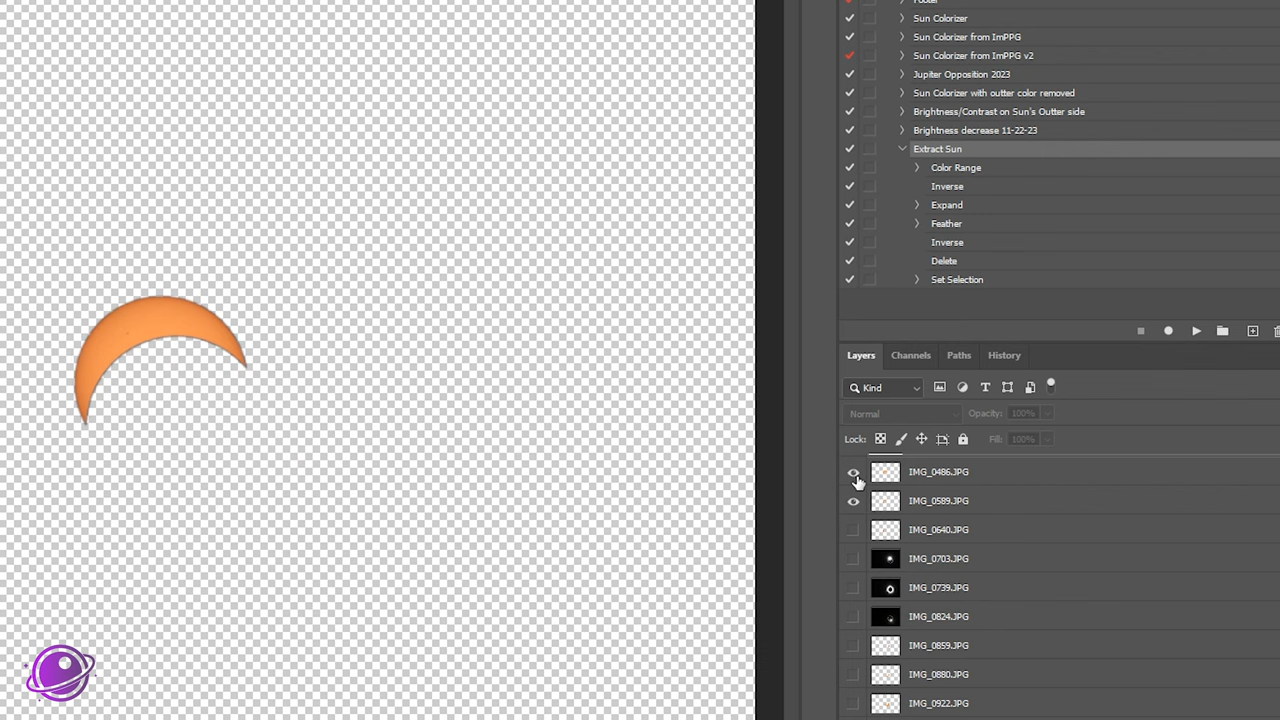 Footer
Sun Colorizer
Sun Colorizer from ImPPG
Sun Colorizer from ImPPG v2
Jupiter Opposition 2023
Sun Colorizer with outter color removed
Brightness/Contrast on Sun's Outter side
Brightness decrease 11-22-23
Extract Sun
Color Range
Inverse
Expand
Feather
Inverse
Delete
Set Selection
Layers Channels Paths History
Kind
Normal Opacity: 100%
Lock: Fill: 100%
IMG_0486.JPG
IMG_0589.JPG
IMG_0640.JPG
IMG_0703.JPG
IMG_0739.JPG
IMG_0824.JPG
IMG_0859.JPG
IMG_0880.JPG
IMG_0922.JPG